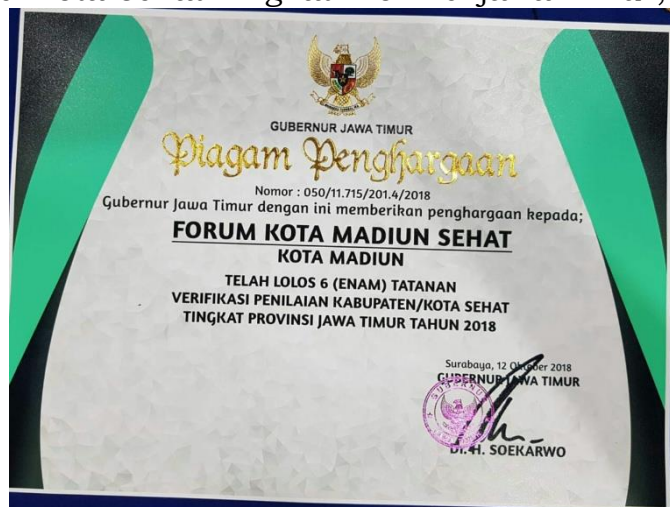 GUBERNUR JAWA TIMUR
Piagam Penghargaan
Nomor : 050/11.715/201.4/2018
Gubernur Jawa Timur dengan ini memberikan penghargaan kepada;
FORUM KOTA MADIUN SEHAT
KOTA MADIUN
TELAH LOLOS 6 (ENAM) TATANAN
VERIFIKASI PENILAIAN KABUPATEN/KOTA SEHAT
TINGKAT PROVINSI JAWA TIMUR TAHUN 2018
Surabaya, 12 Oktober 2018
GUBERNUR JAWA TIMUR
GUBERNUR
Dr. H. SOEKARWO